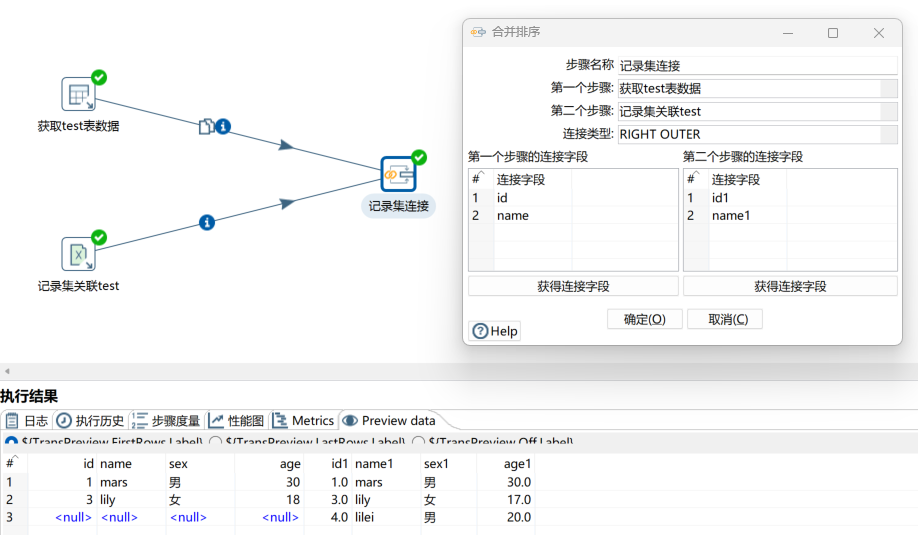 获取test表数据
记录集关联test
记录集连接
合并排序
步骤名称 记录集连接
第一个步骤: 获取test表数据
第二个步骤: 记录集关联test
连接类型: RIGHT OUTER
第一个步骤的连接字段 第二个步骤的连接字段
# 连接字段 # 连接字段
1 id 1 id1
2 name 2 name1
获得连接字段 获得连接字段
确定(O) 取消(C)
Help
执行结果
日志 执行历史 步骤度量 性能图 Metrics Preview data
${TransPreview.FirstRows.Label} ${TransPreview.LastRows.Label} ${TransPreview.Off.Label}
# id name sex age id1 name1 sex1 age1
1 1 mars 男 30 1.0 mars 男 30.0
2 3 lily 女 18 3.0 lily 女 17.0
3 <null> <null> <null> <null> 4.0 lilei 男 20.0